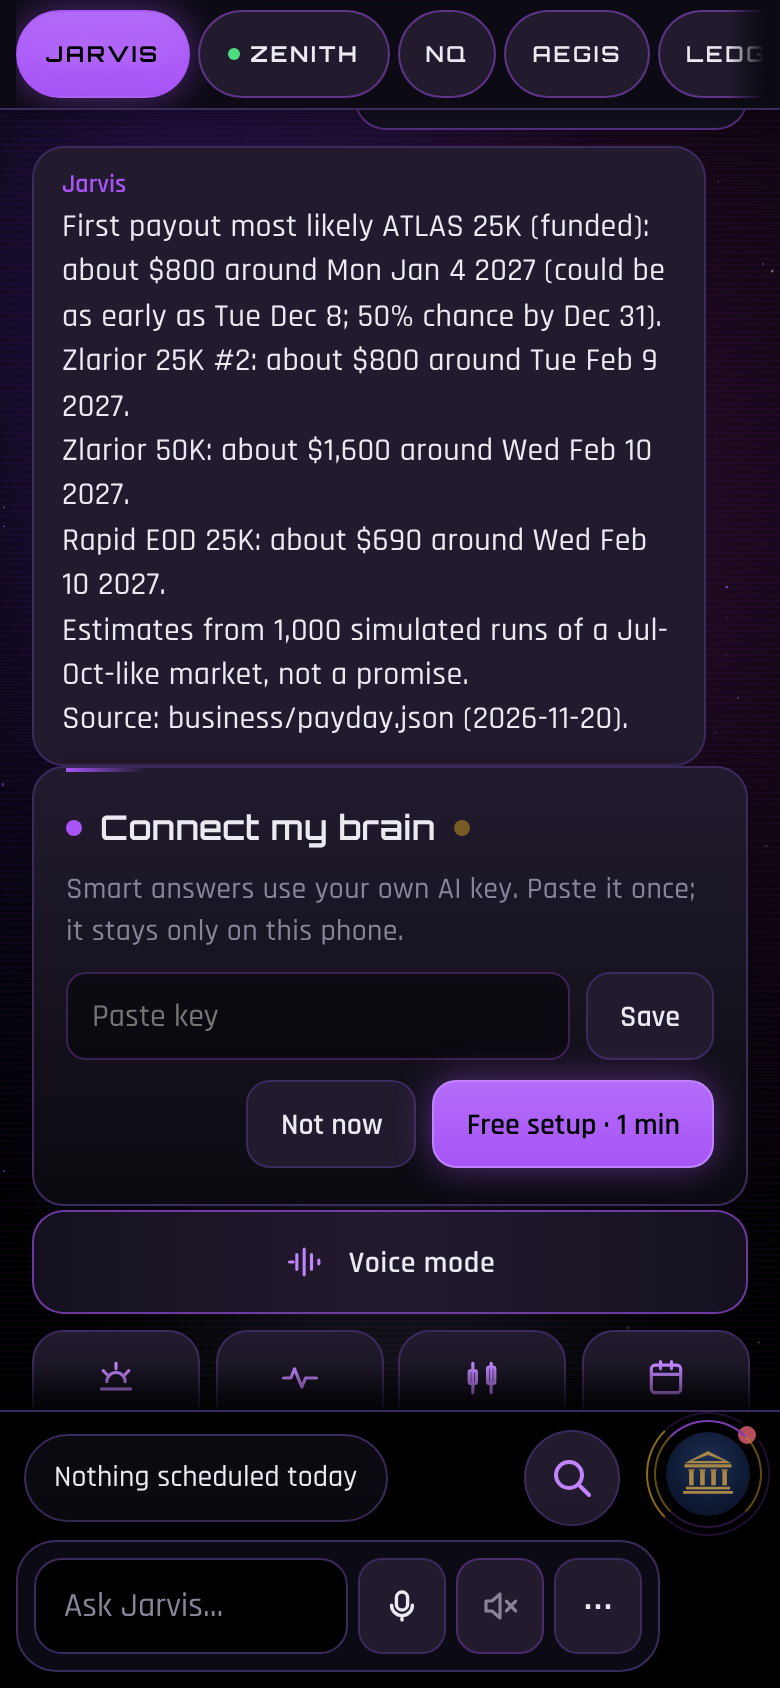 JARVIS
ZENITH
NQ
AEGIS
LEDG
Jarvis
First payout most likely ATLAS 25K (funded):
about $800 around Mon Jan 4 2027 (could be
as early as Tue Dec 8; 50% chance by Dec 31).
Zlarior 25K #2: about $800 around Tue Feb 9
2027.
Zlarior 50K: about $1,600 around Wed Feb 10
2027.
Rapid EOD 25K: about $690 around Wed Feb
10 2027.
Estimates from 1,000 simulated runs of a Jul-
Oct-like market, not a promise.
Source: business/payday.json (2026-11-20).
Connect my brain
Smart answers use your own AI key. Paste it once;
it stays only on this phone.
Paste key
Save
Not now
Free setup · 1 min
Voice mode
Nothing scheduled today
Ask Jarvis...